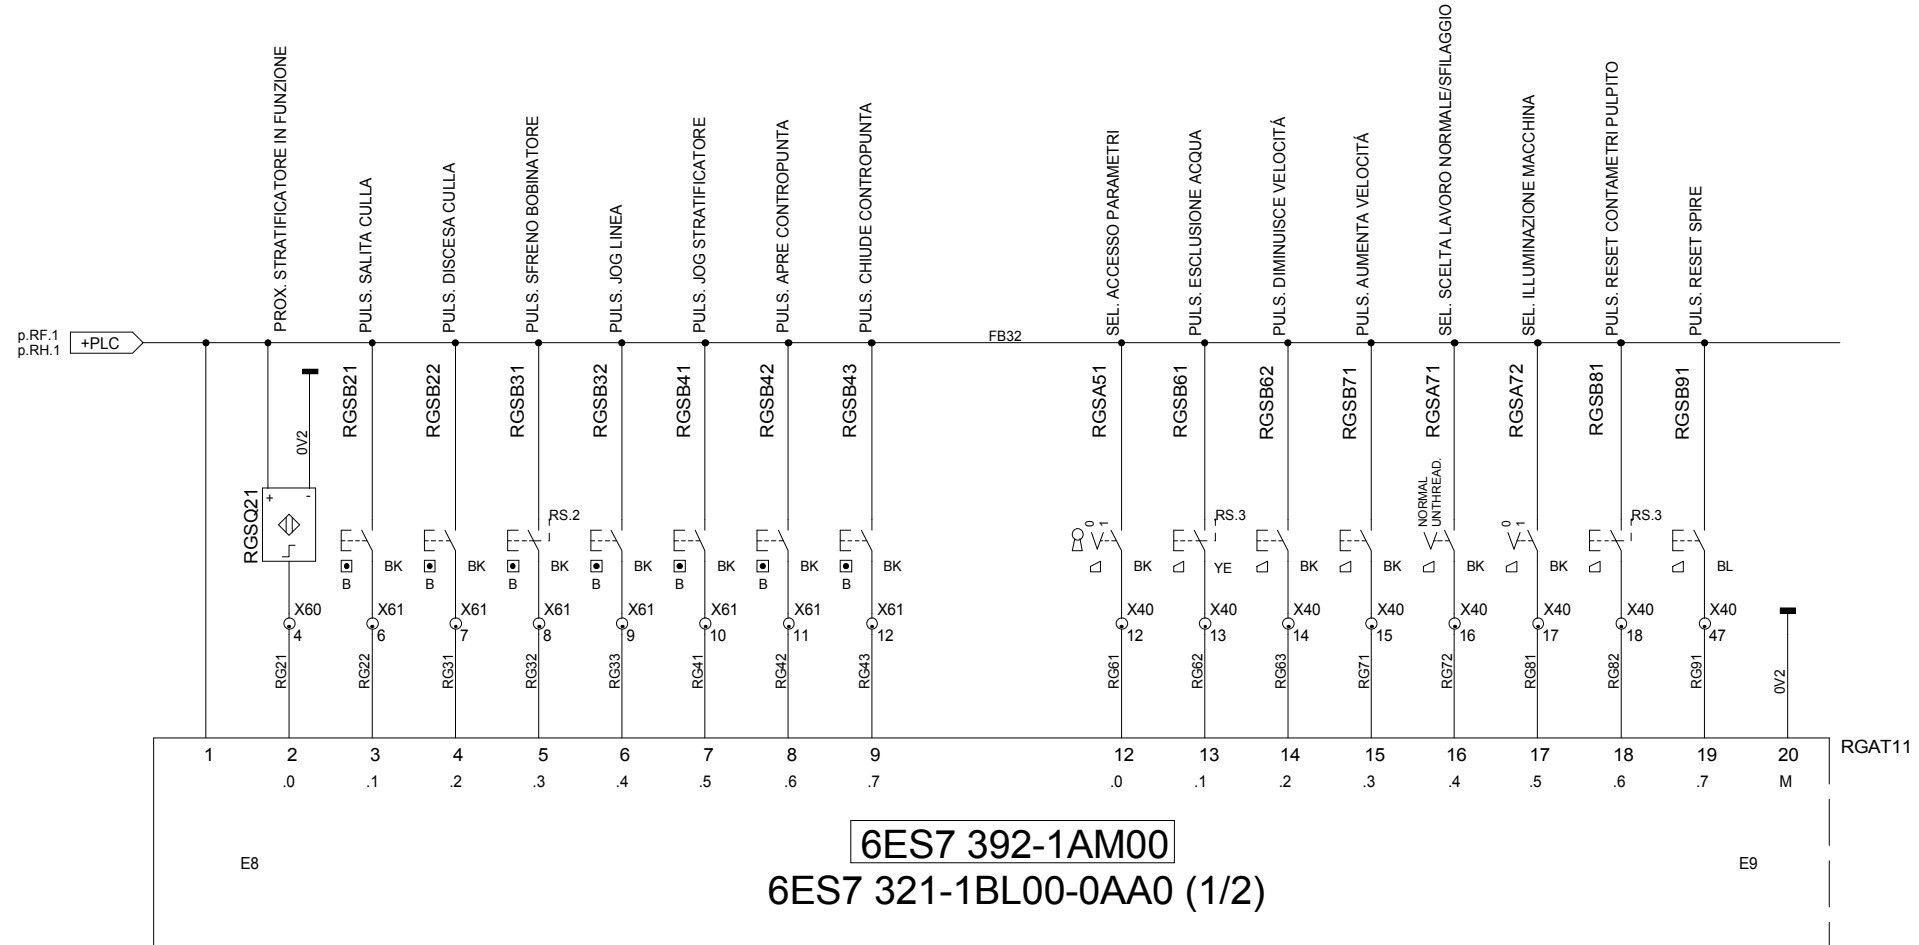 PROX. STRATIFICATORE IN FUNZIONE
PULS. SALITA CULLA
PULS. DISCESA CULLA
PULS. SFRENO BOBINATORE
PULS. JOG LINEA
PULS. JOG STRATIFICATORE
PULS. APRE CONTROPUNTA
PULS. CHIUDE CONTROPUNTA
SEL. ACCESSO PARAMETRI
PULS. ESCLUSIONE ACQUA
PULS. DIMINUISCE VELOCITÁ
PULS. AUMENTA VELOCITÁ
SEL. SCELTA LAVORO NORMALE/SFILAGGIO
SEL. ILLUMINAZIONE MACCHINA
PULS. RESET CONTAMETRI PULPITO
PULS. RESET SPIRE
p.RF.1
p.RH.1
+PLC
FB32
0V2
RGSB21
RGSB22
RGSB31
RGSB32
RGSB41
RGSB42
RGSB43
RGSA51
RGSB61
RGSB62
RGSB71
RGSA71
RGSA72
RGSB81
RGSB91
RGSQ21
+ -
RS.2
0
1
RS.3
NORMAL
UNTHREAD.
0
1
RS.3
B BK
B BK
B BK
B BK
B BK
B BK
B BK
BK
YE
BK
BK
BK
BK
BL
X60 X61 X61 X61 X61 X61 X61 X61 X40 X40 X40 X40 X40 X40 X40 X40
4 6 7 8 9 10 11 12 12 13 14 15 16 17 18 47
RG21 RG22 RG31 RG32 RG33 RG41 RG42 RG43 RG61 RG62 RG63 RG71 RG72 RG81 RG82 RG91 0V2
1 2 3 4 5 6 7 8 9 12 13 14 15 16 17 18 19 20
RGAT11
.0 .1 .2 .3 .4 .5 .6 .7 .0 .1 .2 .3 .4 .5 .6 .7 M
6ES7 392-1AM00
E8 E9
6ES7 321-1BL00-0AA0 (1/2)